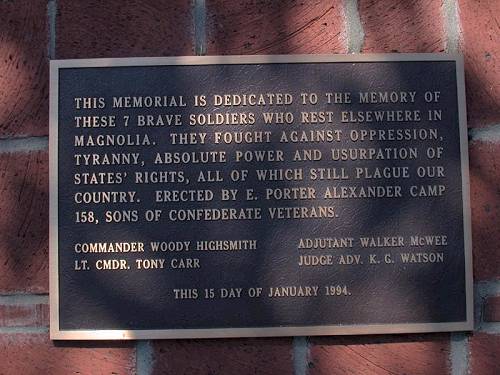 THIS MEMORIAL IS DEDICATED TO THE MEMORY OF
THESE 7 BRAVE SOLDIERS WHO REST ELSEWHERE IN
MAGNOLIA. THEY FOUGHT AGAINST OPPRESSION,
TYRANNY, ABSOLUTE POWER AND USURPATION OF
STATES' RIGHTS, ALL OF WHICH STILL PLAGUE OUR
COUNTRY. ERECTED BY E. PORTER ALEXANDER CAMP
158, SONS OF CONFEDERATE VETERANS.
COMMANDER WOODY HIGHSMITH ADJUTANT WALKER McWEE
LT. CMDR. TONY CARR JUDGE ADV. K. G. WATSON
THIS 15 DAY OF JANUARY 1994.